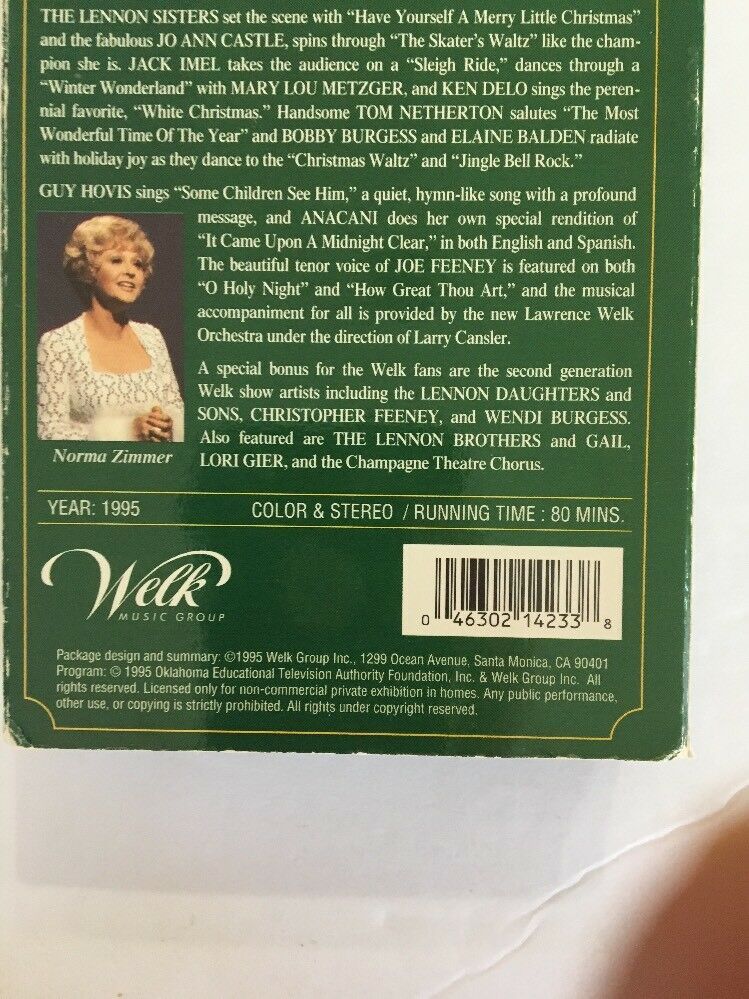 THE LENNON SISTERS set the scene with “Have Yourself A Merry Little Christmas”
and the fabulous JO ANN CASTLE, spins through “The Skater's Waltz” like the cham-
pion she is. JACK IMEL takes the audience on a “Sleigh Ride,” dances through a
“Winter Wonderland” with MARY LOU METZGER, and KEN DELO sings the peren-
nial favorite, “White Christmas.” Handsome TOM NETHERTON salutes “The Most
Wonderful Time Of The Year” and BOBBY BURGESS and ELAINE BALDEN radiate
with holiday joy as they dance to the “Christmas Waltz” and “Jingle Bell Rock.”
GUY HOVIS sings “Some Children See Him,” a quiet, hymn-like song with a profound
message, and ANACANI does her own special rendition of
“It Came Upon A Midnight Clear,” in both English and Spanish.
The beautiful tenor voice of JOE FEENEY is featured on both
“O Holy Night” and “How Great Thou Art,” and the musical
accompaniment for all is provided by the new Lawrence Welk
Orchestra under the direction of Larry Cansler.
A special bonus for the Welk fans are the second generation
Welk show artists including the LENNON DAUGHTERS and
SONS, CHRISTOPHER FEENEY, and WENDI BURGESS.
Also featured are THE LENNON BROTHERS and GAIL,
LORI GIER, and the Champagne Theatre Chorus.
Norma Zimmer
YEAR: 1995 COLOR & STEREO / RUNNING TIME : 80 MINS.
Welk
MUSIC GROUP
0 46302 14233 8
Package design and summary: ©1995 Welk Group Inc., 1299 Ocean Avenue, Santa Monica, CA 90401
Program: © 1995 Oklahoma Educational Television Authority Foundation, Inc. & Welk Group Inc. All
rights reserved. Licensed only for non-commercial private exhibition in homes. Any public performance,
other use, or copying is strictly prohibited. All rights under copyright reserved.